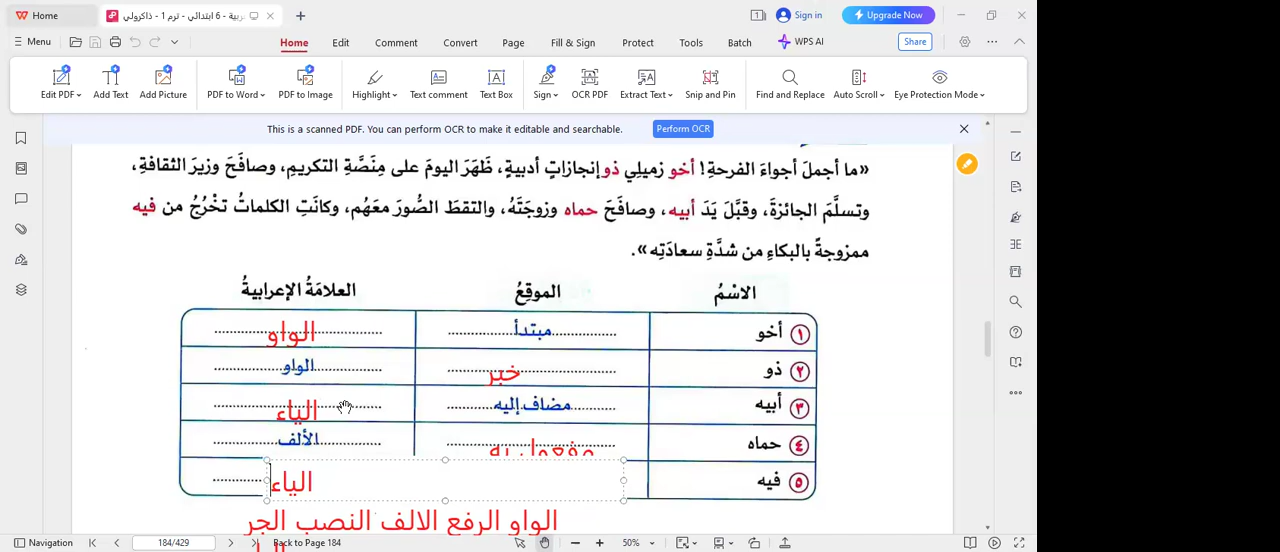 Home
عربية - 6 ابتدائي - ترم 1 - ذاكرولي
+
1
Sign in
Upgrade Now
Menu
Home Edit Comment Convert Page Fill & Sign Protect Tools Batch WPS AI
Share
Edit PDF Add Text Add Picture PDF to Word PDF to Image Highlight Text comment Text Box Sign OCR PDF Extract Text Snip and Pin Find and Replace Auto Scroll Eye Protection Mode
This is a scanned PDF. You can perform OCR to make it editable and searchable. Perform OCR
«ما أجملَ أجواءَ الفرحةِ! أخو زميلِي ذو إنجازاتٍ أدبيةٍ، ظَهَرَ اليومَ على مِنَصَّةِ التكريمِ، وصافَحَ وزيرَ الثقافةِ،
وتسلَّمَ الجائزةَ، وقبَّلَ يَدَ أبيه، وصافَحَ حماه وزوجَتَهُ، والتقطَ الصُّورَ معَهُم، وكانَتِ الكلماتُ تخْرُجُ من فيه
ممزوجةً بالبكاءِ من شدَّةِ سعادَتِه».
الاسْمُ الموقِعُ العلامَةُ الإعرابيةُ
١ أخو مبتدأ الواو
٢ ذو خبر الواو
٣ أبيه مضاف إليه الياء
٤ حماه مفعول به الألف
٥ فيه الياء
الواو الرفع الالف النصب الجر
Navigation 184/429 Back to Page 184 50%